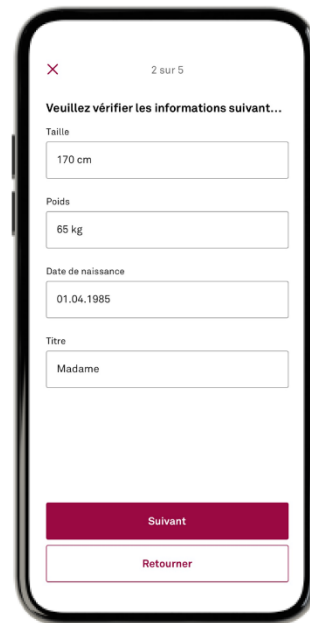 2 sur 5
Veuillez vérifier les informations suivant...
Taille
170 cm
Poids
65 kg
Date de naissance
01.04.1985
Titre
Madame
Suivant
Retourner